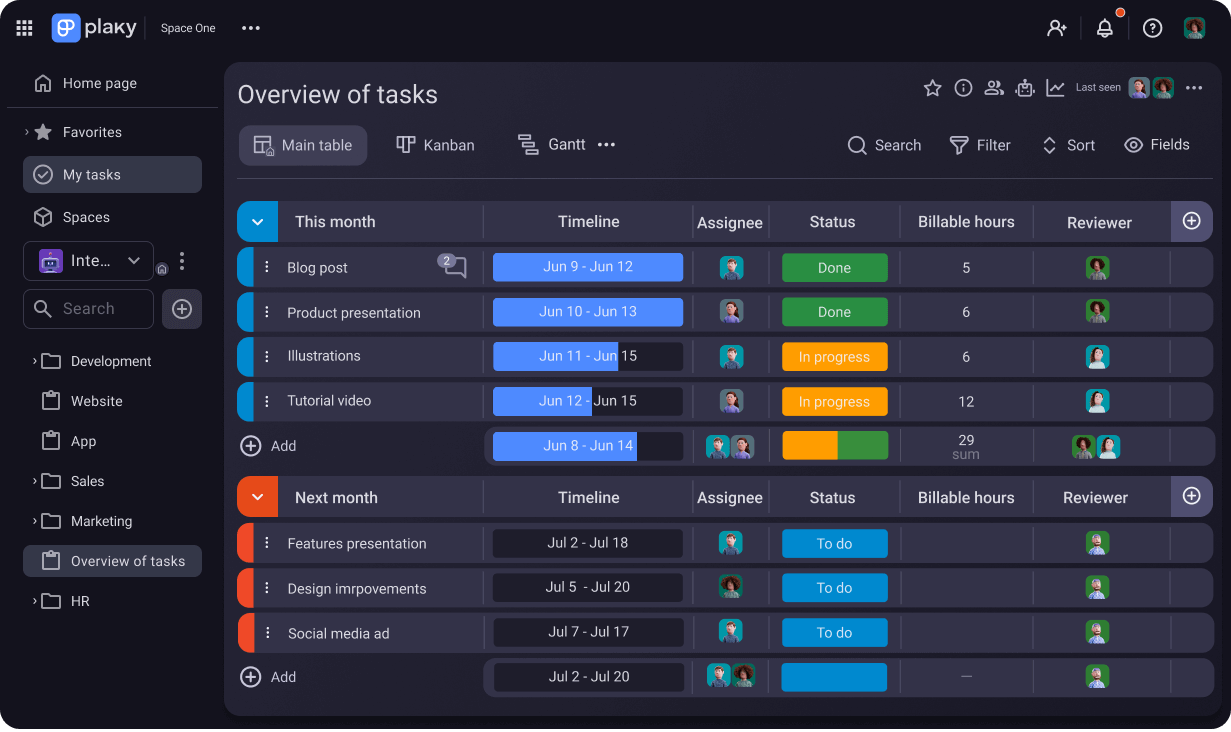 plaky Space One
Home page
Favorites
My tasks
Spaces
Inte...
Search
Development
Website
App
Sales
Marketing
Overview of tasks
HR
Overview of tasks
Last seen
Main table Kanban Gantt Search Filter Sort Fields
This month Timeline Assignee Status Billable hours Reviewer
Blog post 2 Jun 9 - Jun 12 Done 5
Product presentation Jun 10 - Jun 13 Done 6
Illustrations Jun 11 - Jun 15 In progress 6
Tutorial video Jun 12 - Jun 15 In progress 12
Add Jun 8 - Jun 14 29
sum
Next month Timeline Assignee Status Billable hours Reviewer
Features presentation Jul 2 - Jul 18 To do
Design imrpovements Jul 5 - Jul 20 To do
Social media ad Jul 7 - Jul 17 To do
Add Jul 2 - Jul 20 —